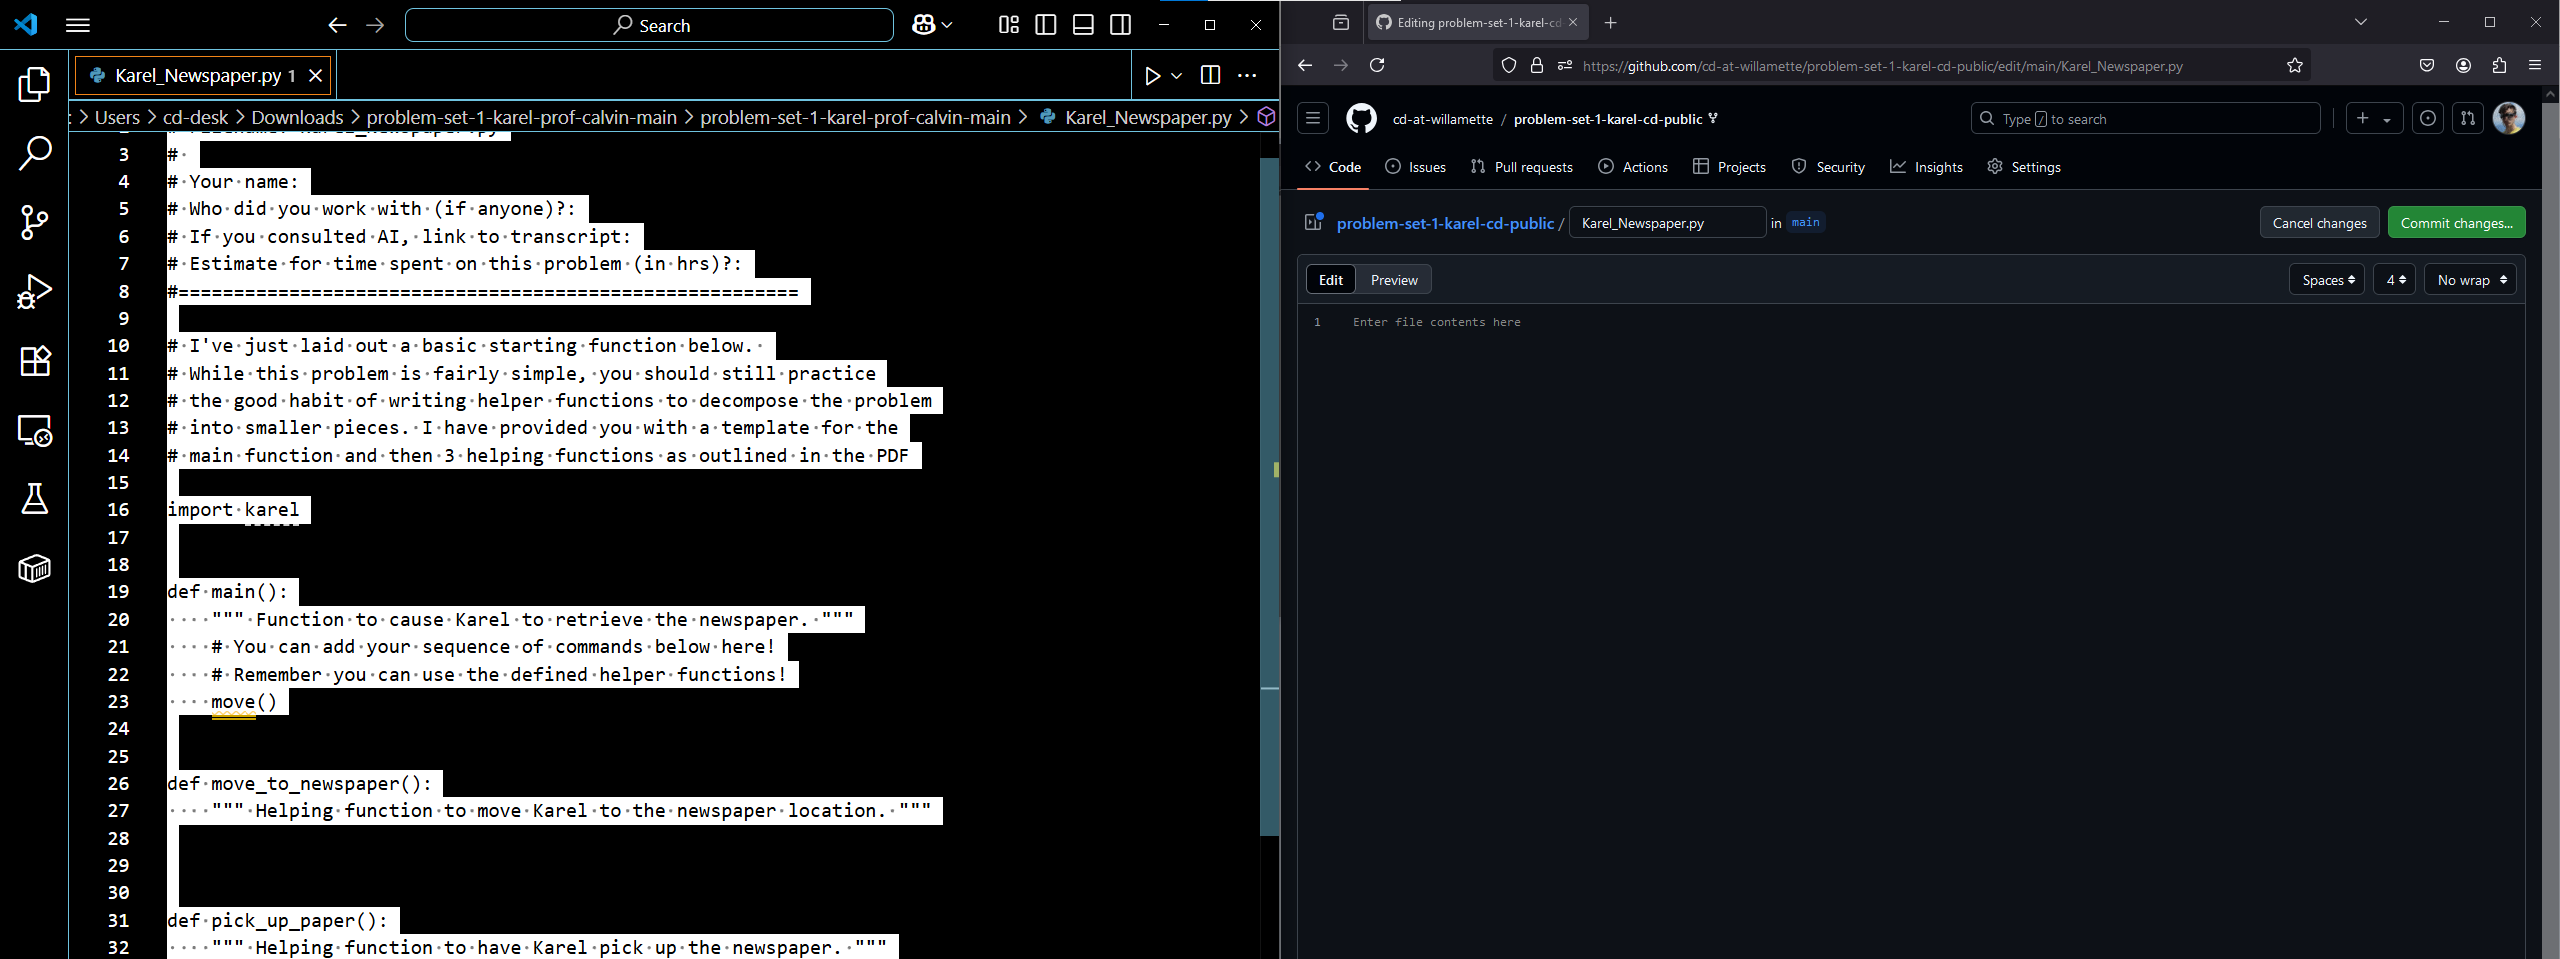 Search
Karel_Newspaper.py 1
Users > cd-desk > Downloads > problem-set-1-karel-prof-calvin-main > problem-set-1-karel-prof-calvin-main > Karel_Newspaper.py >
3 #
4 # Your name:
5 # Who did you work with (if anyone)?:
6 # If you consulted AI, link to transcript:
7 # Estimate for time spent on this problem (in hrs)?:
8 #========================================================
9
10 # I've just laid out a basic starting function below.
11 # While this problem is fairly simple, you should still practice
12 # the good habit of writing helper functions to decompose the problem
13 # into smaller pieces. I have provided you with a template for the
14 # main function and then 3 helping functions as outlined in the PDF
15
16 import karel
17
18
19 def main():
20     """ Function to cause Karel to retrieve the newspaper. """
21     # You can add your sequence of commands below here!
22     # Remember you can use the defined helper functions!
23     move()
24
25
26 def move_to_newspaper():
27     """ Helping function to move Karel to the newspaper location. """
28
29
30
31 def pick_up_paper():
32     """ Helping function to have Karel pick up the newspaper. """
Editing problem-set-1-karel-cd-
https://github.com/cd-at-willamette/problem-set-1-karel-cd-public/edit/main/Karel_Newspaper.py
cd-at-willamette / problem-set-1-karel-cd-public
Type / to search
Code Issues Pull requests Actions Projects Security Insights Settings
problem-set-1-karel-cd-public / Karel_Newspaper.py in main
Cancel changes Commit changes...
Edit Preview
Spaces 4 No wrap
1 Enter file contents here